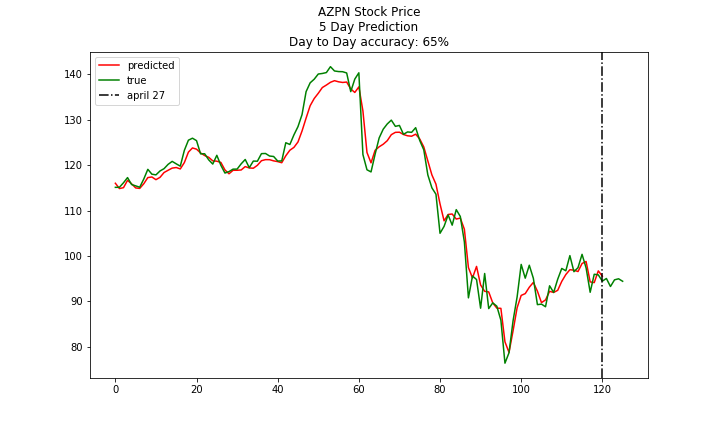 AZPN Stock Price
5 Day Prediction
Day to Day accuracy: 65%
predicted
true
april 27
140
130
120
110
100
90
80
0
20
40
60
80
100
120